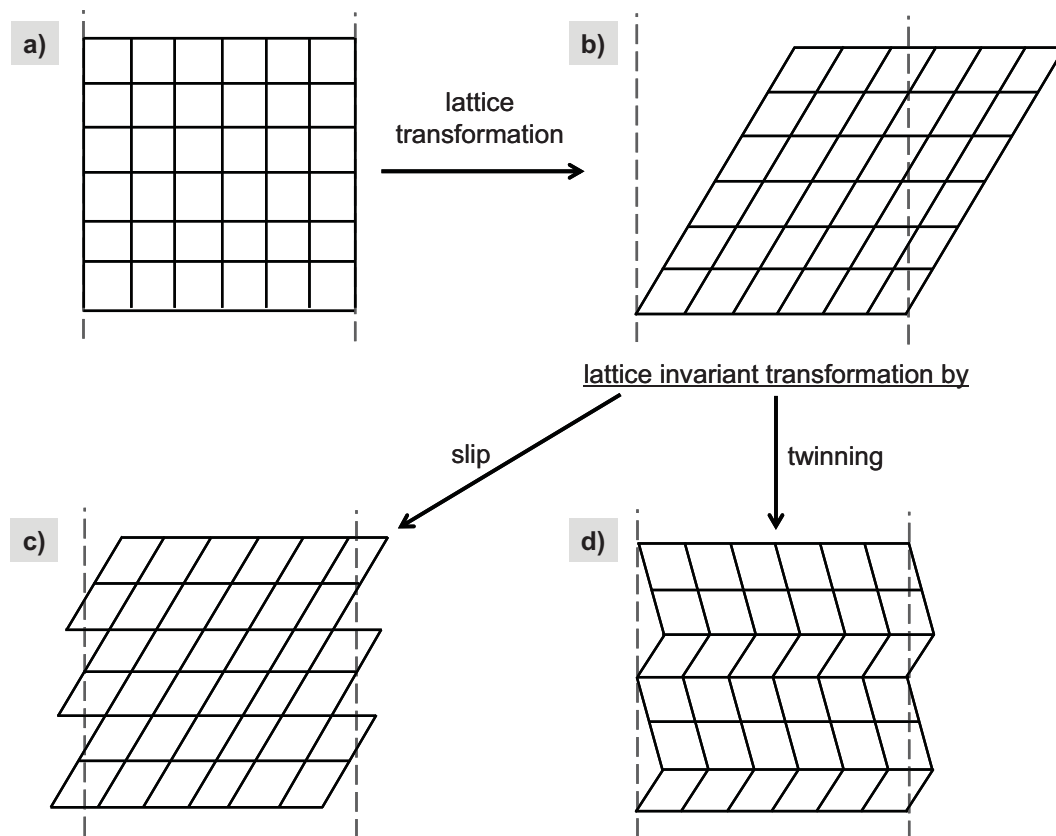 a)
lattice
transformation
b)
lattice invariant transformation by
slip
twinning
c)
d)